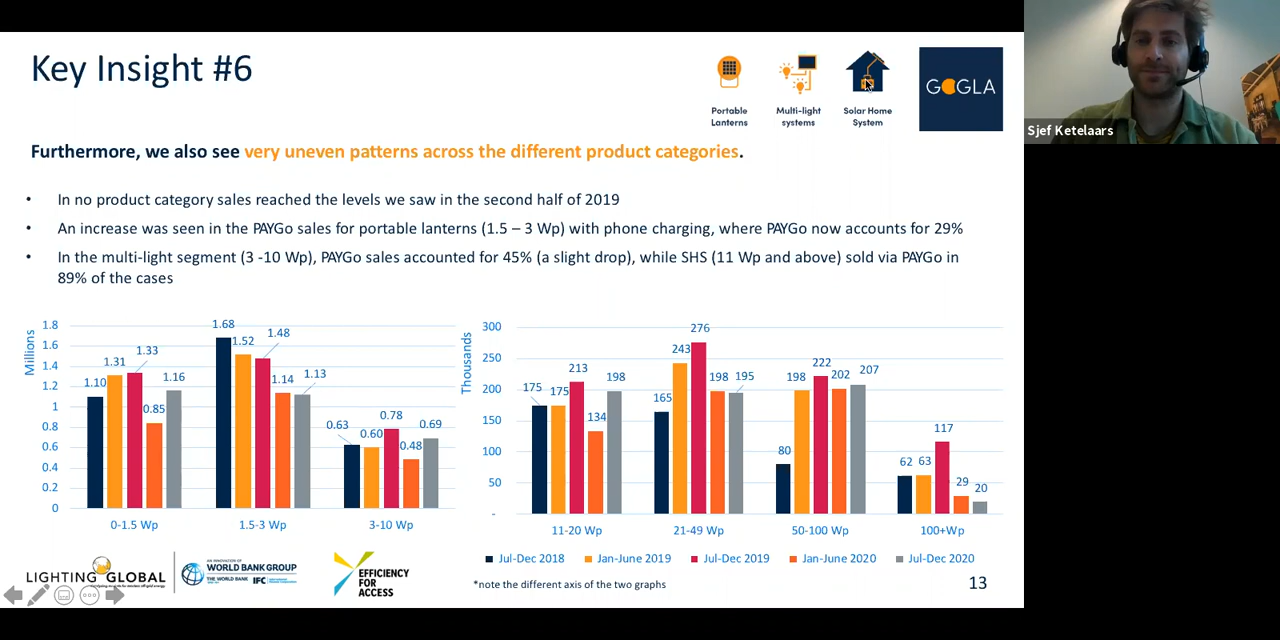 Key Insight #6
Portable
Lanterns
Multi-light
systems
Solar Home
System
GOGLA
Sjef Ketelaars
Furthermore, we also see very uneven patterns across the different product categories.
• In no product category sales reached the levels we saw in the second half of 2019
• An increase was seen in the PAYGo sales for portable lanterns (1.5 – 3 Wp) with phone charging, where PAYGo now accounts for 29%
• In the multi-light segment (3 -10 Wp), PAYGo sales accounted for 45% (a slight drop), while SHS (11 Wp and above) sold via PAYGo in
89% of the cases
Millions
1.8
1.6
1.4
1.2
1
0.8
0.6
0.4
0.2
0
1.10
1.31
1.33
0.85
1.16
1.68
1.52
1.48
1.14
1.13
0.63
0.60
0.78
0.48
0.69
0-1.5 Wp
1.5-3 Wp
3-10 Wp
Thousands
300
250
200
150
100
50
-
175
175
213
134
198
165
243
276
198
195
80
198
222
202
207
62
63
117
29
20
11-20 Wp
21-49 Wp
50-100 Wp
100+Wp
Jul-Dec 2018
Jan-June 2019
Jul-Dec 2019
Jan-June 2020
Jul-Dec 2020
LIGHTING GLOBAL
AN INNOVATION OF
WORLD BANK GROUP
THE WORLD BANK
IFC
EFFICIENCY
FOR
ACCESS
*note the different axis of the two graphs
13